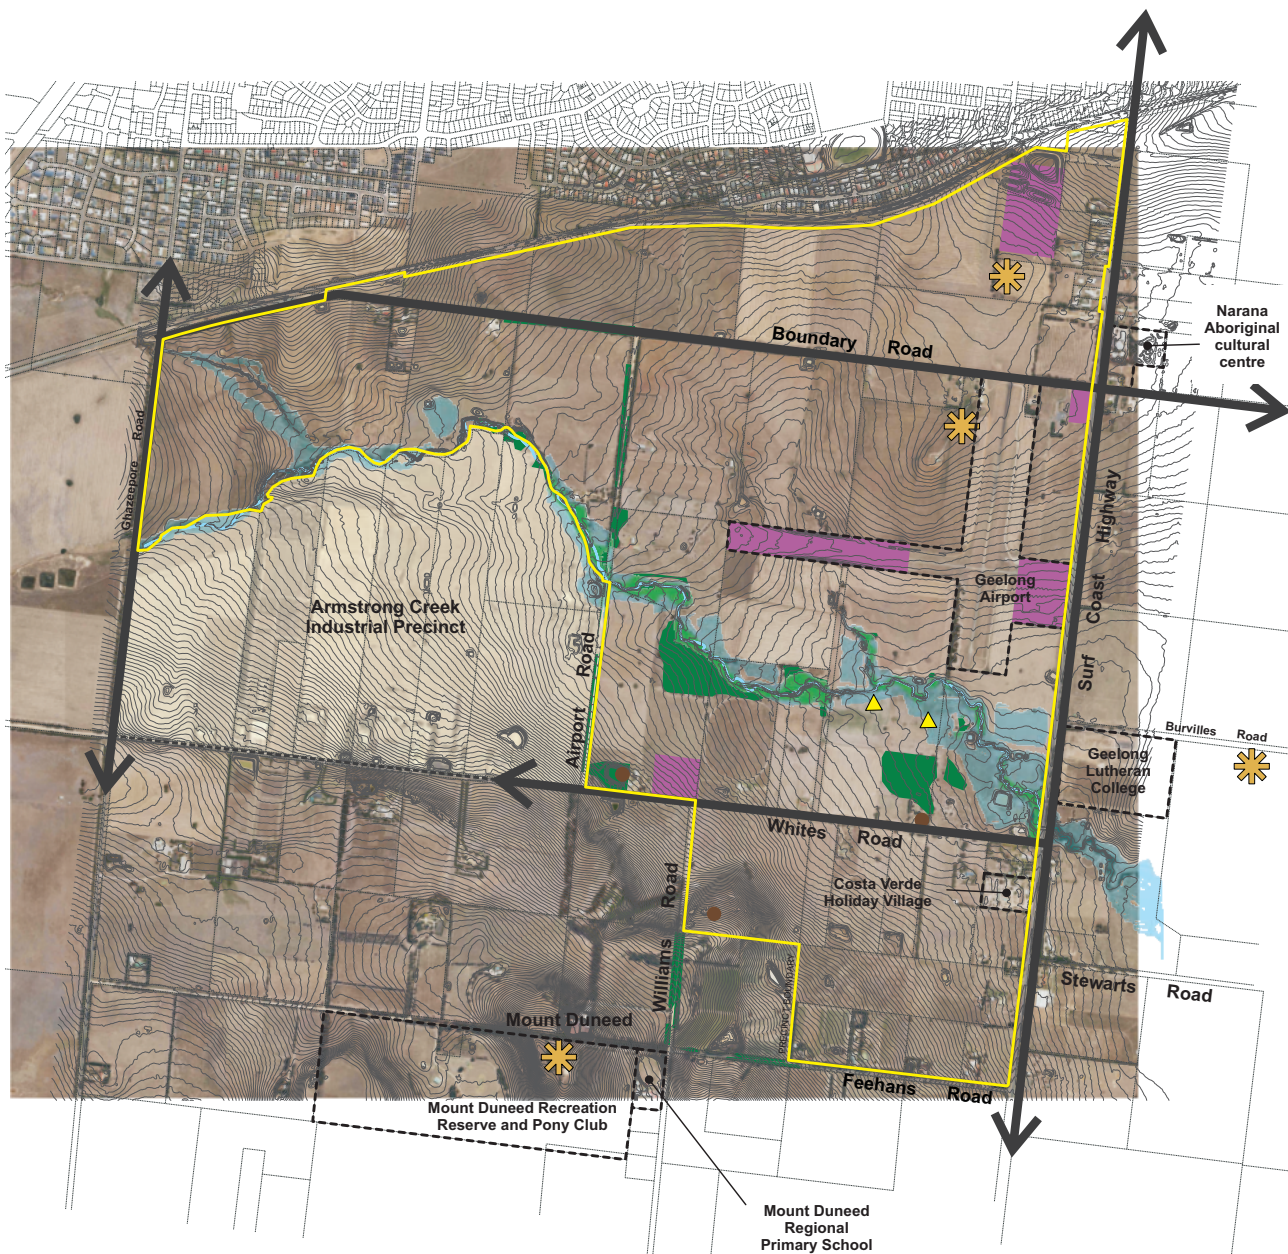 Narana
Aboriginal
cultural
centre
Boundary Road
Ghazeepore Road
Surf Coast Highway
Geelong
Airport
Armstrong Creek
Industrial Precinct
Airport Road
Burvilles Road
Geelong
Lutheran
College
Whites Road
Costa Verde
Holiday Village
Williams Road
PRECINCT BOUNDARY
Stewarts Road
Mount Duneed
Feehans Road
Mount Duneed Recreation
Reserve and Pony Club
Mount Duneed
Regional
Primary School